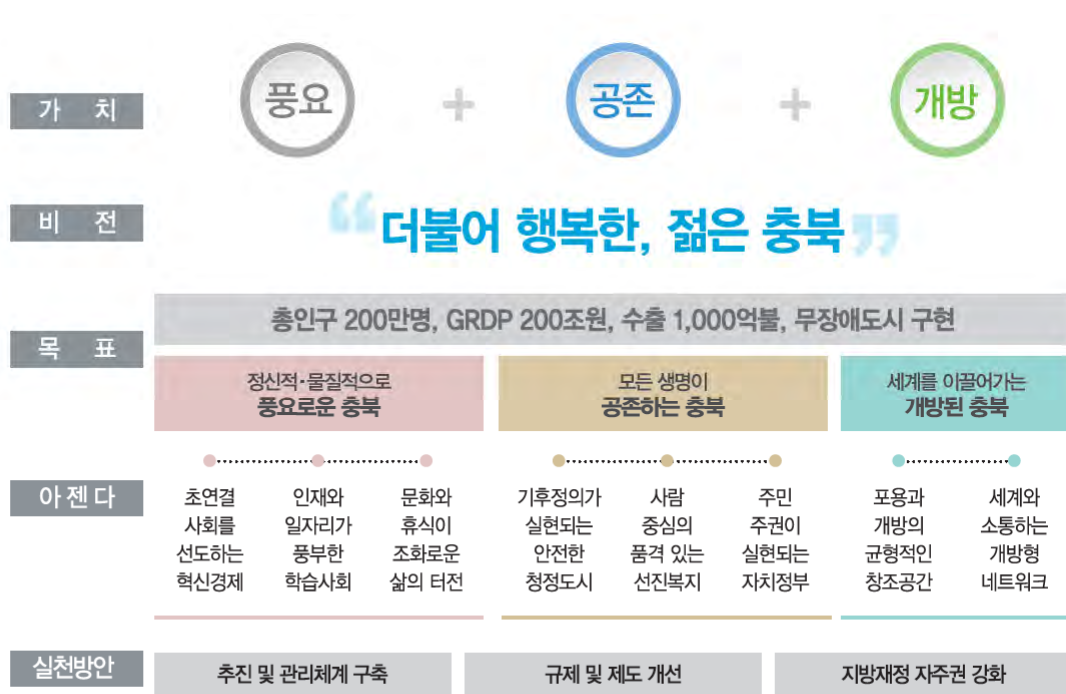 가 치
풍요 + 공존 + 개방
비 전
“더불어 행복한, 젊은 충북”
목 표
총인구 200만명, GRDP 200조원, 수출 1,000억불, 무장애도시 구현
정신적·물질적으로
풍요로운 충북
모든 생명이
공존하는 충북
세계를 이끌어가는
개방된 충북
아젠다
초연결
사회를
선도하는
혁신경제
인재와
일자리가
풍부한
학습사회
문화와
휴식이
조화로운
삶의 터전
기후정의가
실현되는
안전한
청정도시
사람
중심의
품격 있는
선진복지
주민
주권이
실현되는
자치정부
포용과
개방의
균형적인
창조공간
세계와
소통하는
개방형
네트워크
실천방안
추진 및 관리체계 구축
규제 및 제도 개선
지방재정 자주권 강화